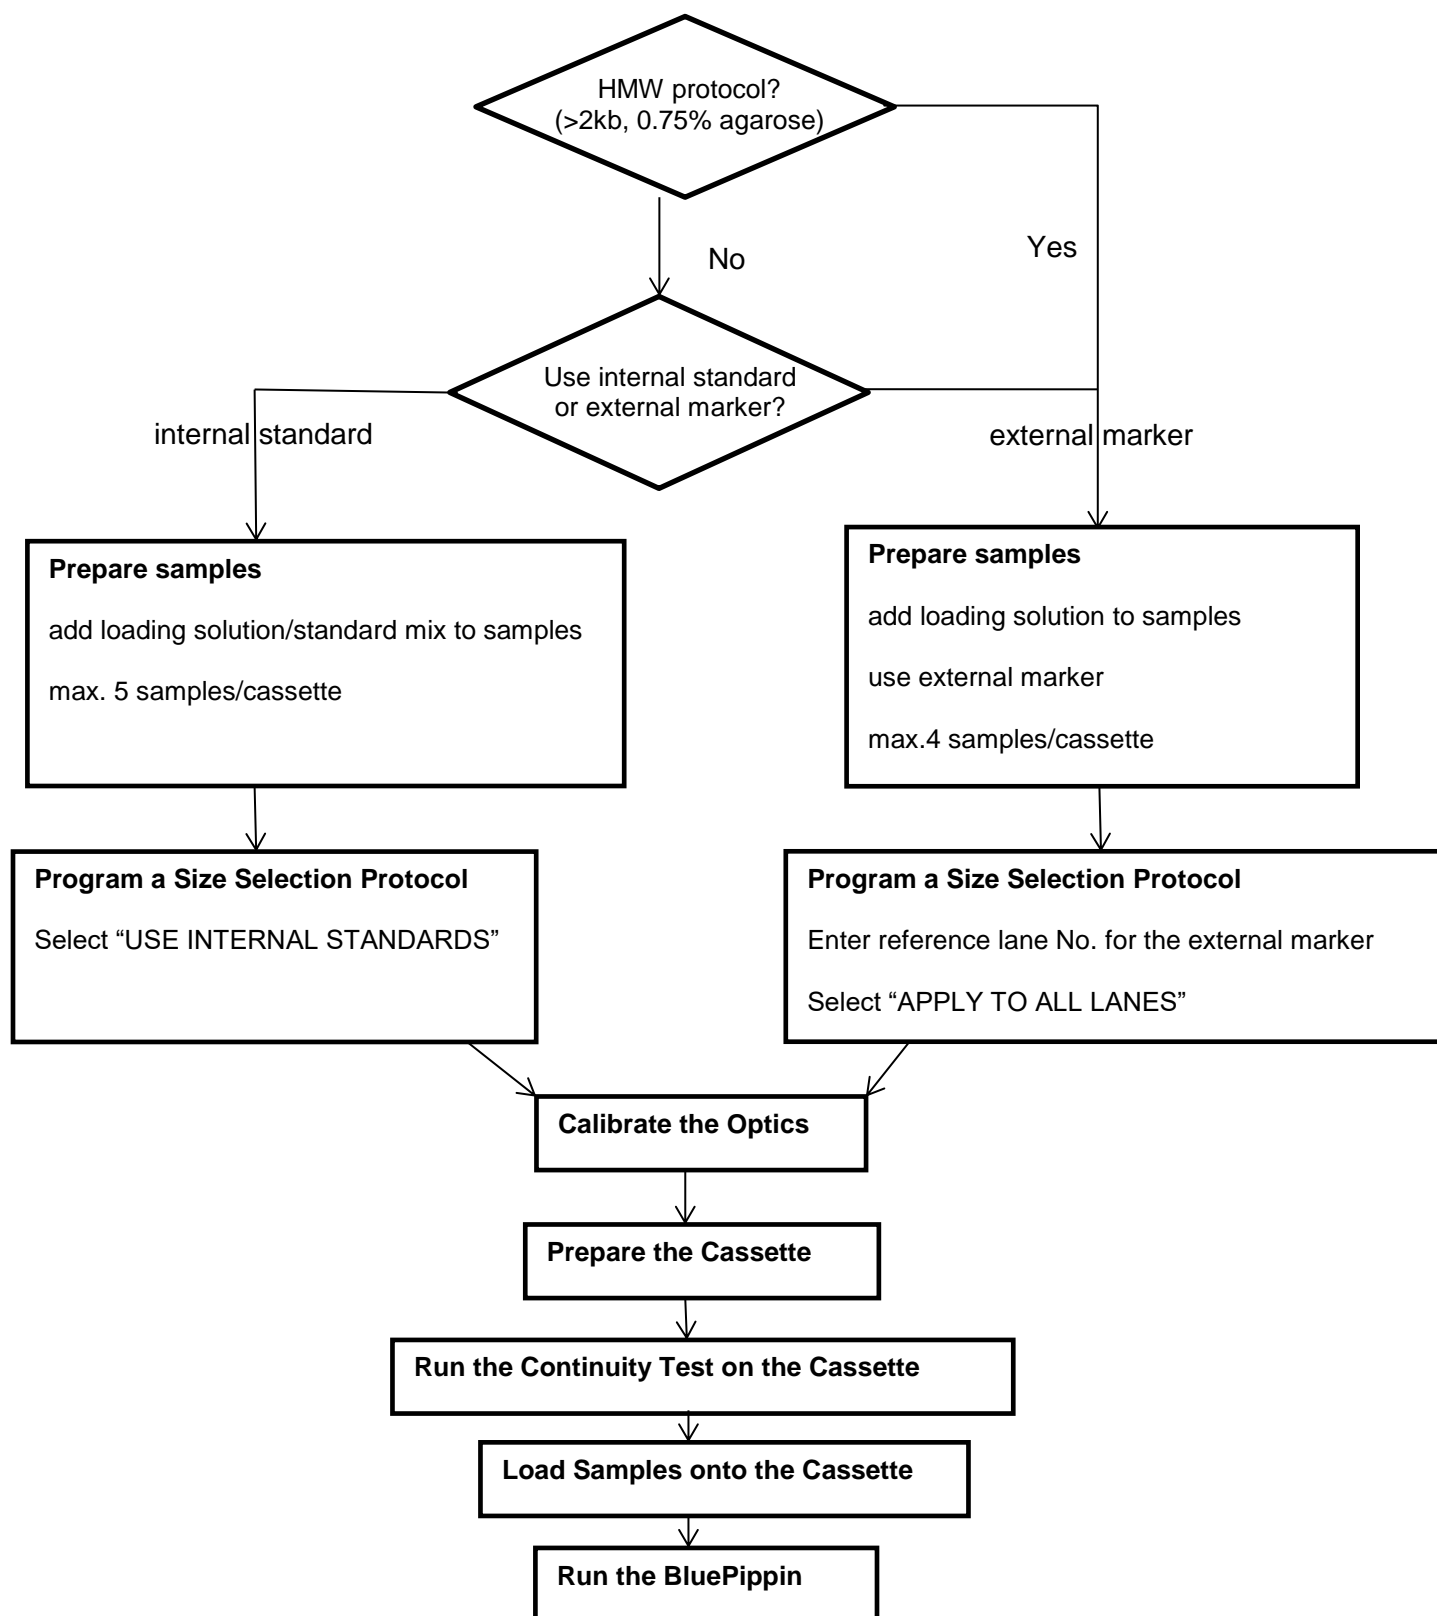 HMW protocol?
(>2kb, 0.75% agarose)
No
Yes
Use internal standard
or external marker?
internal standard
external marker
Prepare samples
add loading solution/standard mix to samples
max. 5 samples/cassette
Prepare samples
add loading solution to samples
use external marker
max.4 samples/cassette
Program a Size Selection Protocol
Select “USE INTERNAL STANDARDS”
Program a Size Selection Protocol
Enter reference lane No. for the external marker
Select “APPLY TO ALL LANES”
Calibrate the Optics
Prepare the Cassette
Run the Continuity Test on the Cassette
Load Samples onto the Cassette
Run the BluePippin